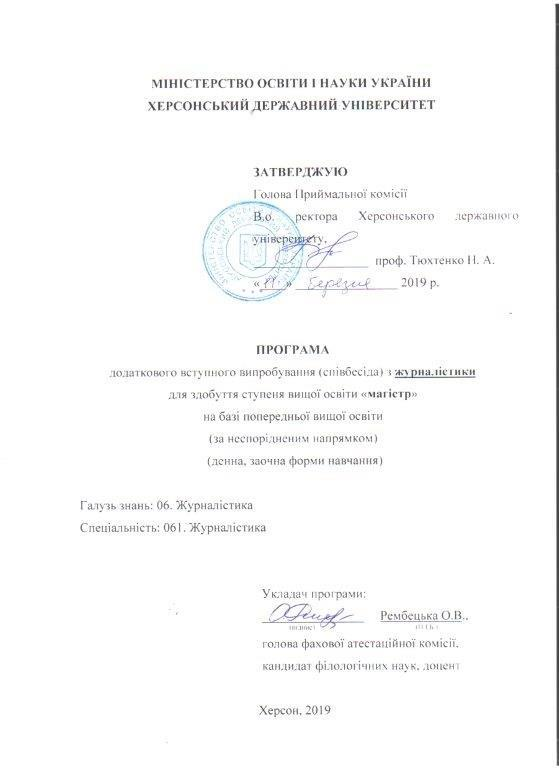 МІНІСТЕРСТВО ОСВІТИ І НАУКИ УКРАЇНИ
ХЕРСОНСЬКИЙ ДЕРЖАВНИЙ УНІВЕРСИТЕТ
ЗАТВЕРДЖУЮ
Голова Приймальної комісії
В.о. ректора Херсонського державного
університету,
проф. Тюхтенко Н. А.
«11» березня 2019 р.
ПРОГРАМА
додаткового вступного випробування (співбесіда) з журналістики
для здобуття ступеня вищої освіти «магістр»
на базі попередньої вищої освіти
(за неспорідненим напрямком)
(денна, заочна форми навчання)
Галузь знань: 06. Журналістика
Спеціальність: 061. Журналістика
Укладач програми:
Рембецька О.В.,
підпис (П.І.Б.)
голова фахової атестаційної комісії,
кандидат філологічних наук, доцент
Херсон, 2019